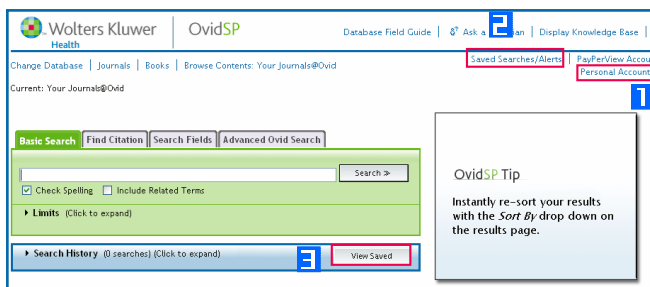 Wolters Kluwer | OvidSP
Health
Database Field Guide | Ask a ian | Display Knowledge Base |
2
Change Database | Journals | Books | Browse Contents: Your Journals@Ovid
Saved Searches/Alerts | PayPerView Accou
Personal Account
1
Current: Your Journals@Ovid
Basic Search Find Citation Search Fields Advanced Ovid Search
Search >
Check Spelling Include Related Terms
Limits (Click to expand)
Search History (0 searches) (Click to expand)
3
View Saved
OvidSP Tip
Instantly re-sort your results
with the Sort By drop down on
the results page.